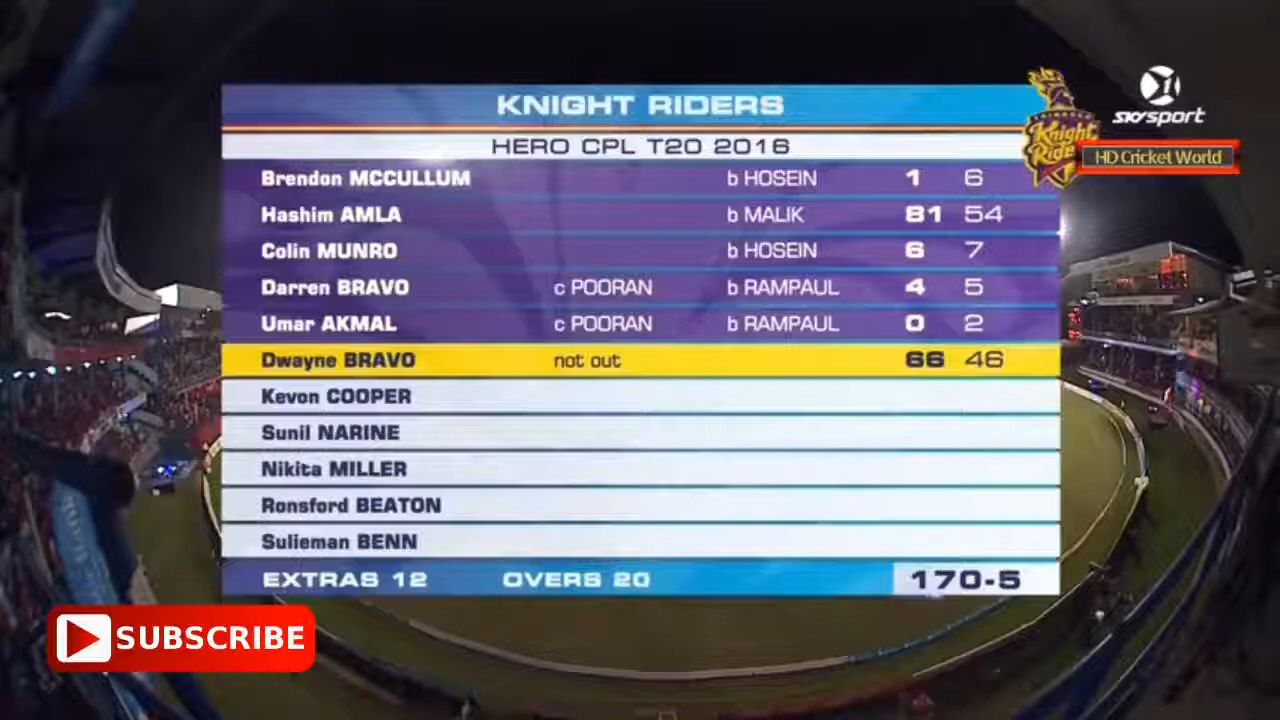 KNIGHT RIDERS
HERO CPL T20 2016
Knight
Ride
X1
sky sport
HD Cricket World
Brendon MCCULLUM b HOSEIN 1 6
Hashim AMLA b MALIK 81 54
Colin MUNRO b HOSEIN 6 7
Darren BRAVO c POORAN b RAMPAUL 4 5
Umar AKMAL c POORAN b RAMPAUL 0 2
Dwayne BRAVO not out 66 46
Kevon COOPER
Sunil NARINE
Nikita MILLER
Ronsford BEATON
Sulieman BENN
EXTRAS 12 OVERS 20 170-5
SUBSCRIBE